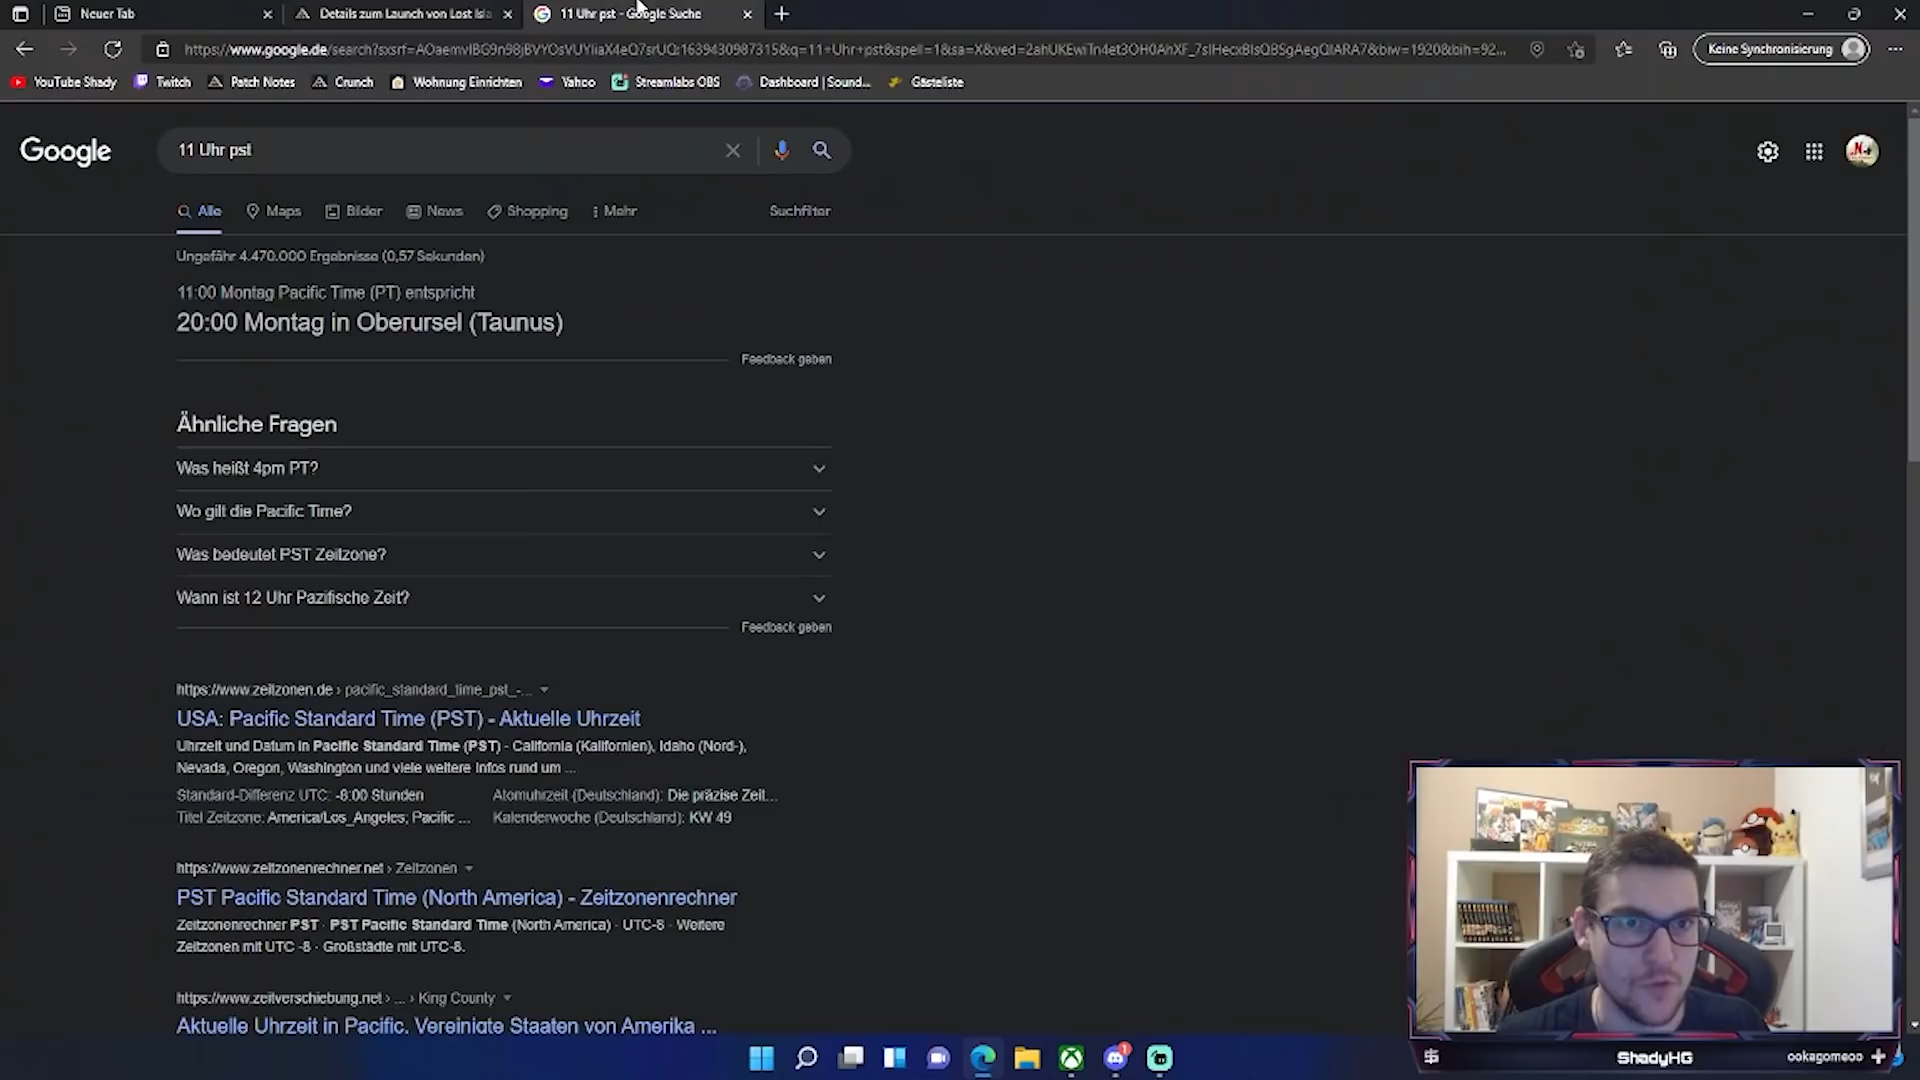 Neuer Tab
Details zum Launch von Lost Isla
11 Uhr pst - Google Suche
Keine Synchronisierung
YouTube Shady
Twitch
Patch Notes
Crunch
Wohnung Einrichten
Yahoo
Streamlabs OBS
Dashboard | Sound...
Gästeliste
Google
11 Uhr pst
Alle
Maps
Bilder
News
Shopping
Mehr
Suchfilter
Ungefähr 4.470.000 Ergebnisse (0,57 Sekunden)
11:00 Montag Pacific Time (PT) entspricht
20:00 Montag in Oberursel (Taunus)
Feedback geben
Ähnliche Fragen
Was heißt 4pm PT?
Wo gilt die Pacific Time?
Was bedeutet PST Zeitzone?
Wann ist 12 Uhr Pazifische Zeit?
Feedback geben
https://www.zeitzonen.de › pacific_standard_time_pst_-...
USA: Pacific Standard Time (PST) - Aktuelle Uhrzeit
Uhrzeit und Datum in Pacific Standard Time (PST) - California (Kalifornien), Idaho (Nord-),
Nevada, Oregon, Washington und viele weitere Infos rund um ...
Standard-Differenz UTC: -8:00 Stunden
Atomuhrzeit (Deutschland): Die präzise Zeit...
Titel Zeitzone: America/Los_Angeles; Pacific ...
Kalenderwoche (Deutschland): KW 49
https://www.zeitzonenrechner.net › Zeitzonen
PST Pacific Standard Time (North America) - Zeitzonenrechner
Zeitzonenrechner PST · PST Pacific Standard Time (North America) · UTC-8 · Weitere
Zeitzonen mit UTC -8 · Großstädte mit UTC-8.
https://www.zeitverschiebung.net › ... › King County
Aktuelle Uhrzeit in Pacific, Vereinigte Staaten von Amerika ...
ShadyHG
ookagomeoo